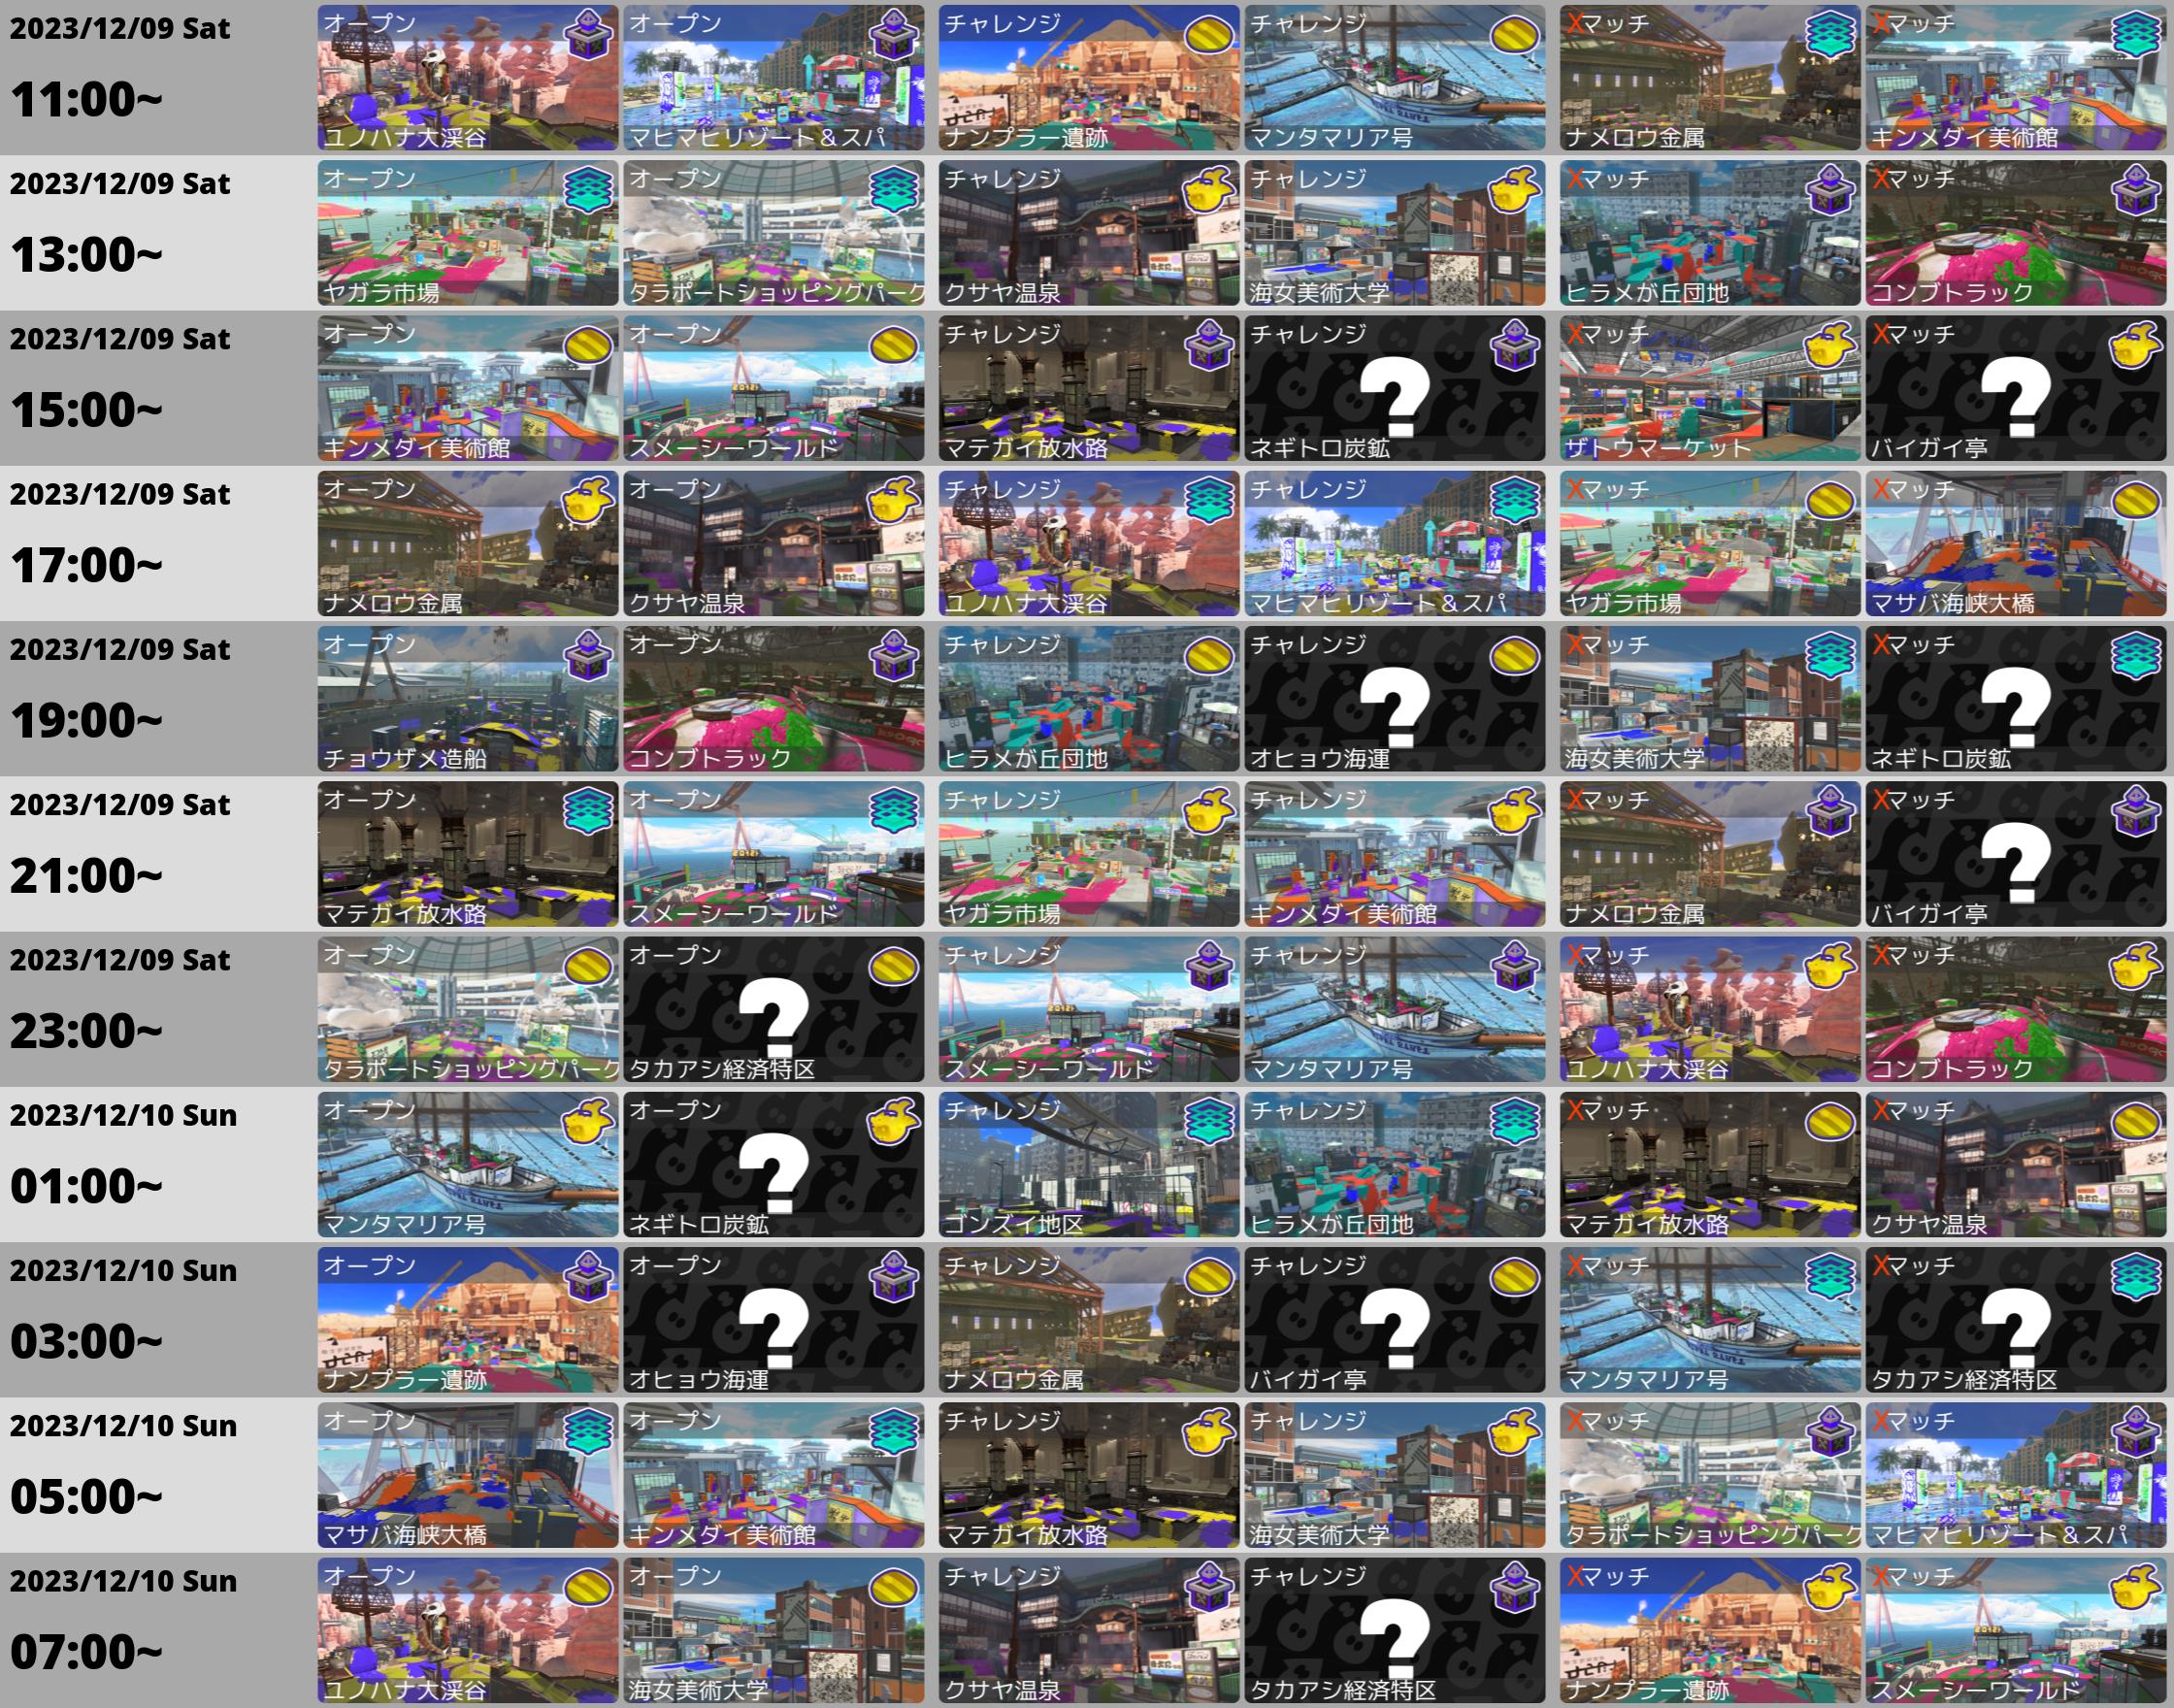 2023/12/09 Sat
11:00~
オープン
ユノハナ大渓谷
オープン
マヒマヒリゾート＆スパ
チャレンジ
ナンプラー遺跡
チャレンジ
マンタマリア号
Xマッチ
ナメロウ金属
Xマッチ
キンメダイ美術館
2023/12/09 Sat
13:00~
オープン
ヤガラ市場
オープン
タラポートショッピングパーク
チャレンジ
クサヤ温泉
チャレンジ
海女美術大学
Xマッチ
ヒラメが丘団地
Xマッチ
コンブトラック
2023/12/09 Sat
15:00~
オープン
キンメダイ美術館
オープン
スメーシーワールド
チャレンジ
マテガイ放水路
チャレンジ
?
ネギトロ炭鉱
Xマッチ
ザトウマーケット
Xマッチ
?
バイガイ亭
2023/12/09 Sat
17:00~
オープン
ナメロウ金属
オープン
クサヤ温泉
チャレンジ
ユノハナ大渓谷
チャレンジ
マヒマヒリゾート＆スパ
Xマッチ
ヤガラ市場
Xマッチ
マサバ海峡大橋
2023/12/09 Sat
19:00~
オープン
チョウザメ造船
オープン
コンブトラック
チャレンジ
ヒラメが丘団地
チャレンジ
?
オヒョウ海運
Xマッチ
海女美術大学
Xマッチ
?
ネギトロ炭鉱
2023/12/09 Sat
21:00~
オープン
マテガイ放水路
オープン
スメーシーワールド
チャレンジ
ヤガラ市場
チャレンジ
キンメダイ美術館
Xマッチ
ナメロウ金属
Xマッチ
?
バイガイ亭
2023/12/09 Sat
23:00~
オープン
タラポートショッピングパーク
オープン
?
タカアシ経済特区
チャレンジ
スメーシーワールド
チャレンジ
マンタマリア号
Xマッチ
ユノハナ大渓谷
Xマッチ
コンブトラック
2023/12/10 Sun
01:00~
オープン
マンタマリア号
オープン
?
ネギトロ炭鉱
チャレンジ
ゴンズイ地区
チャレンジ
ヒラメが丘団地
Xマッチ
マテガイ放水路
Xマッチ
クサヤ温泉
2023/12/10 Sun
03:00~
オープン
ナンプラー遺跡
オープン
?
オヒョウ海運
チャレンジ
ナメロウ金属
チャレンジ
?
バイガイ亭
Xマッチ
マンタマリア号
Xマッチ
?
タカアシ経済特区
2023/12/10 Sun
05:00~
オープン
マサバ海峡大橋
オープン
キンメダイ美術館
チャレンジ
マテガイ放水路
チャレンジ
海女美術大学
Xマッチ
タラポートショッピングパーク
Xマッチ
マヒマヒリゾート＆スパ
2023/12/10 Sun
07:00~
オープン
ユノハナ大渓谷
オープン
海女美術大学
チャレンジ
クサヤ温泉
チャレンジ
?
タカアシ経済特区
Xマッチ
ナンプラー遺跡
Xマッチ
スメーシーワールド